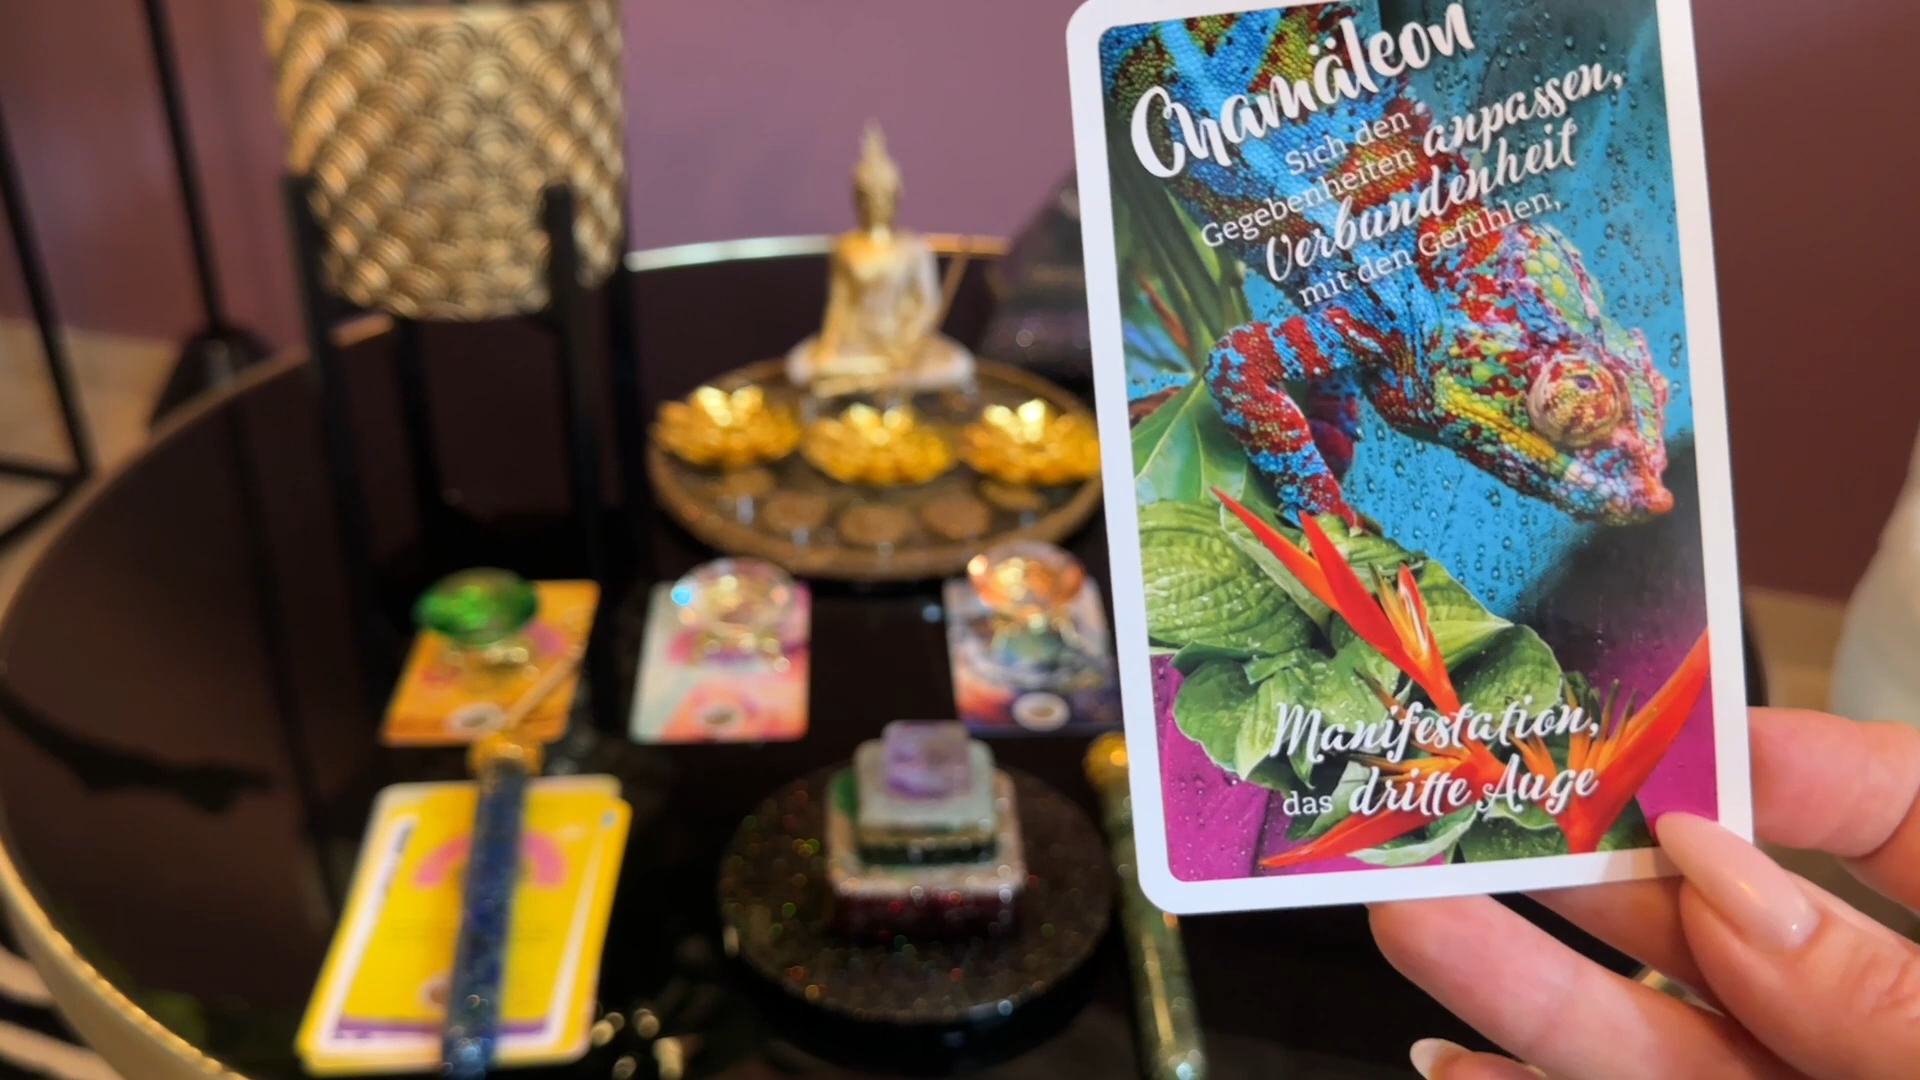 Chamäleon
Sich den
Gegebenheiten anpassen,
Verbundenheit
mit den Gefühlen,
Manifestation,
das dritte Auge